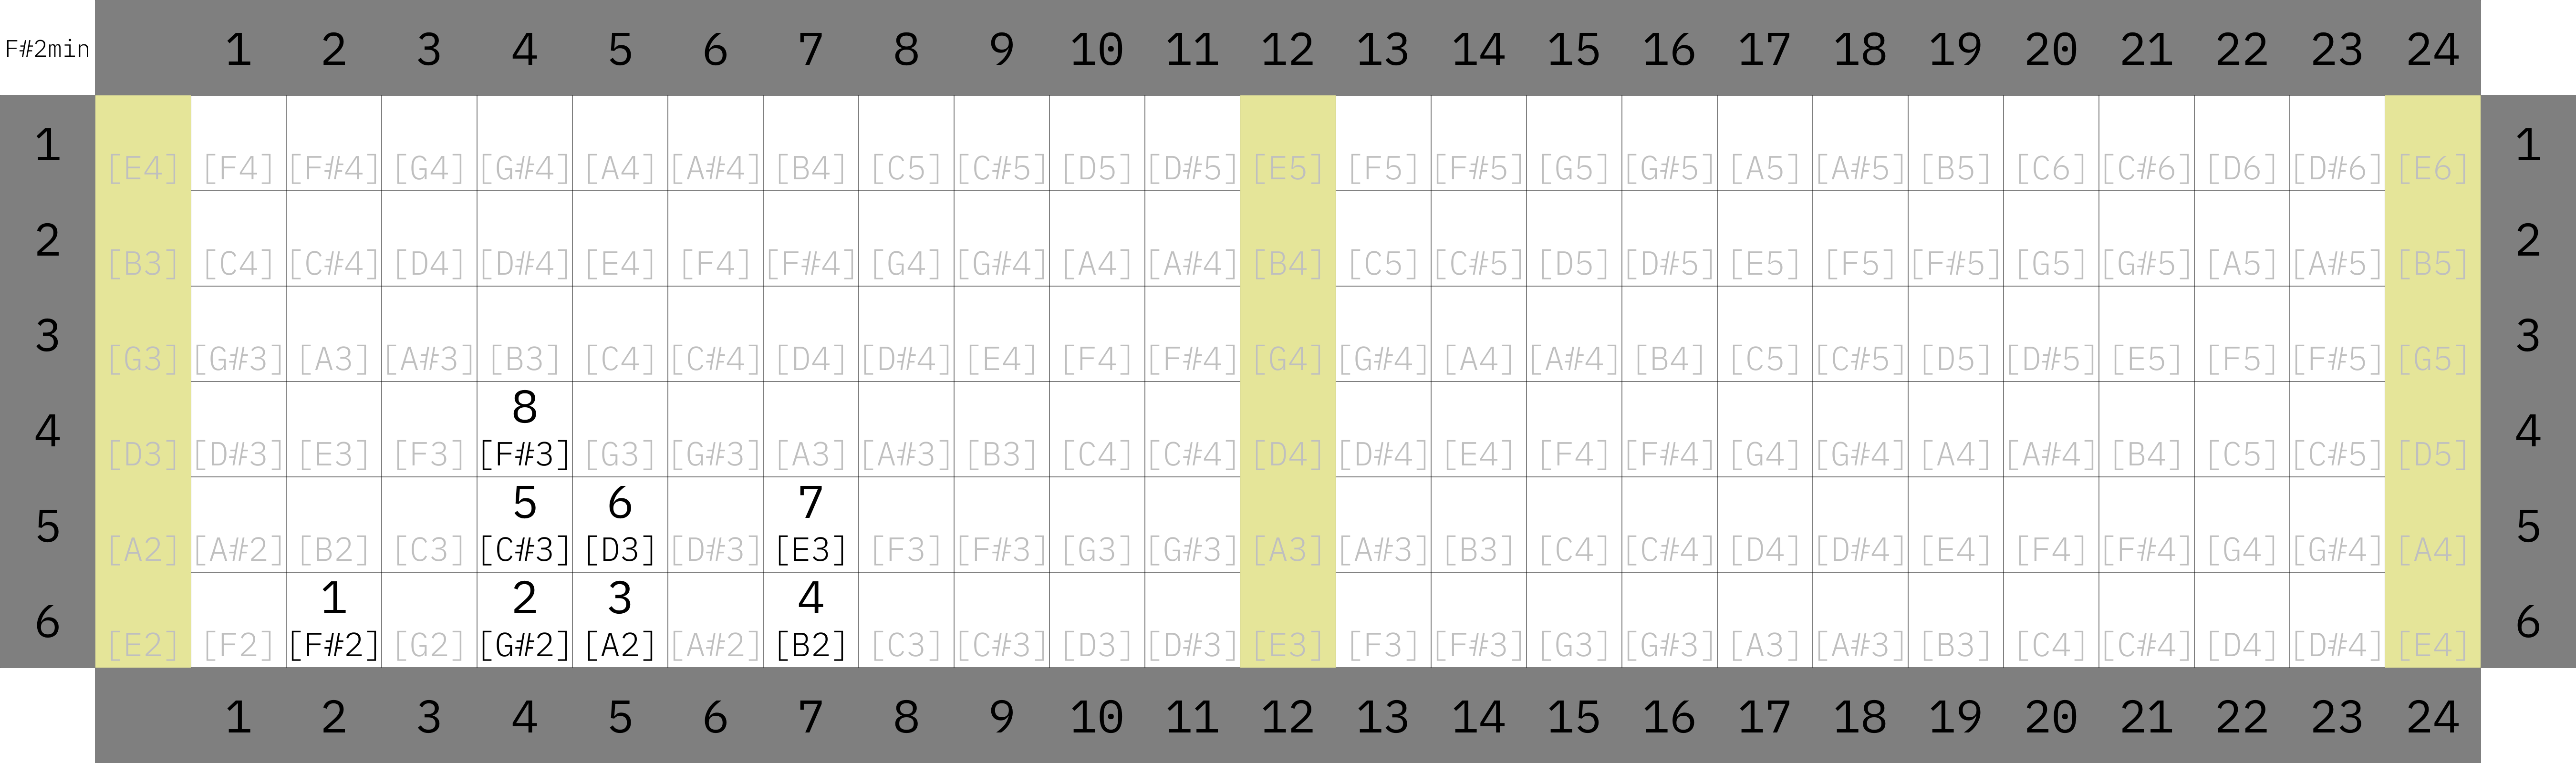 F#2min 1 2 3 4 5 6 7 8 9 10 11 12 13 14 15 16 17 18 19 20 21 22 23 24
1 [E4] [F4] [F#4] [G4] [G#4] [A4] [A#4] [B4] [C5] [C#5] [D5] [D#5] [E5] [F5] [F#5] [G5] [G#5] [A5] [A#5] [B5] [C6] [C#6] [D6] [D#6] [E6] 1
2 [B3] [C4] [C#4] [D4] [D#4] [E4] [F4] [F#4] [G4] [G#4] [A4] [A#4] [B4] [C5] [C#5] [D5] [D#5] [E5] [F5] [F#5] [G5] [G#5] [A5] [A#5] [B5] 2
3 [G3] [G#3] [A3] [A#3] [B3] [C4] [C#4] [D4] [D#4] [E4] [F4] [F#4] [G4] [G#4] [A4] [A#4] [B4] [C5] [C#5] [D5] [D#5] [E5] [F5] [F#5] [G5] 3
8
4 [D3] [D#3] [E3] [F3] [F#3] [G3] [G#3] [A3] [A#3] [B3] [C4] [C#4] [D4] [D#4] [E4] [F4] [F#4] [G4] [G#4] [A4] [A#4] [B4] [C5] [C#5] [D5] 4
5 6 7
5 [A2] [A#2] [B2] [C3] [C#3] [D3] [D#3] [E3] [F3] [F#3] [G3] [G#3] [A3] [A#3] [B3] [C4] [C#4] [D4] [D#4] [E4] [F4] [F#4] [G4] [G#4] [A4] 5
1 2 3 4
6 [E2] [F2] [F#2] [G2] [G#2] [A2] [A#2] [B2] [C3] [C#3] [D3] [D#3] [E3] [F3] [F#3] [G3] [G#3] [A3] [A#3] [B3] [C4] [C#4] [D4] [D#4] [E4] 6
1 2 3 4 5 6 7 8 9 10 11 12 13 14 15 16 17 18 19 20 21 22 23 24